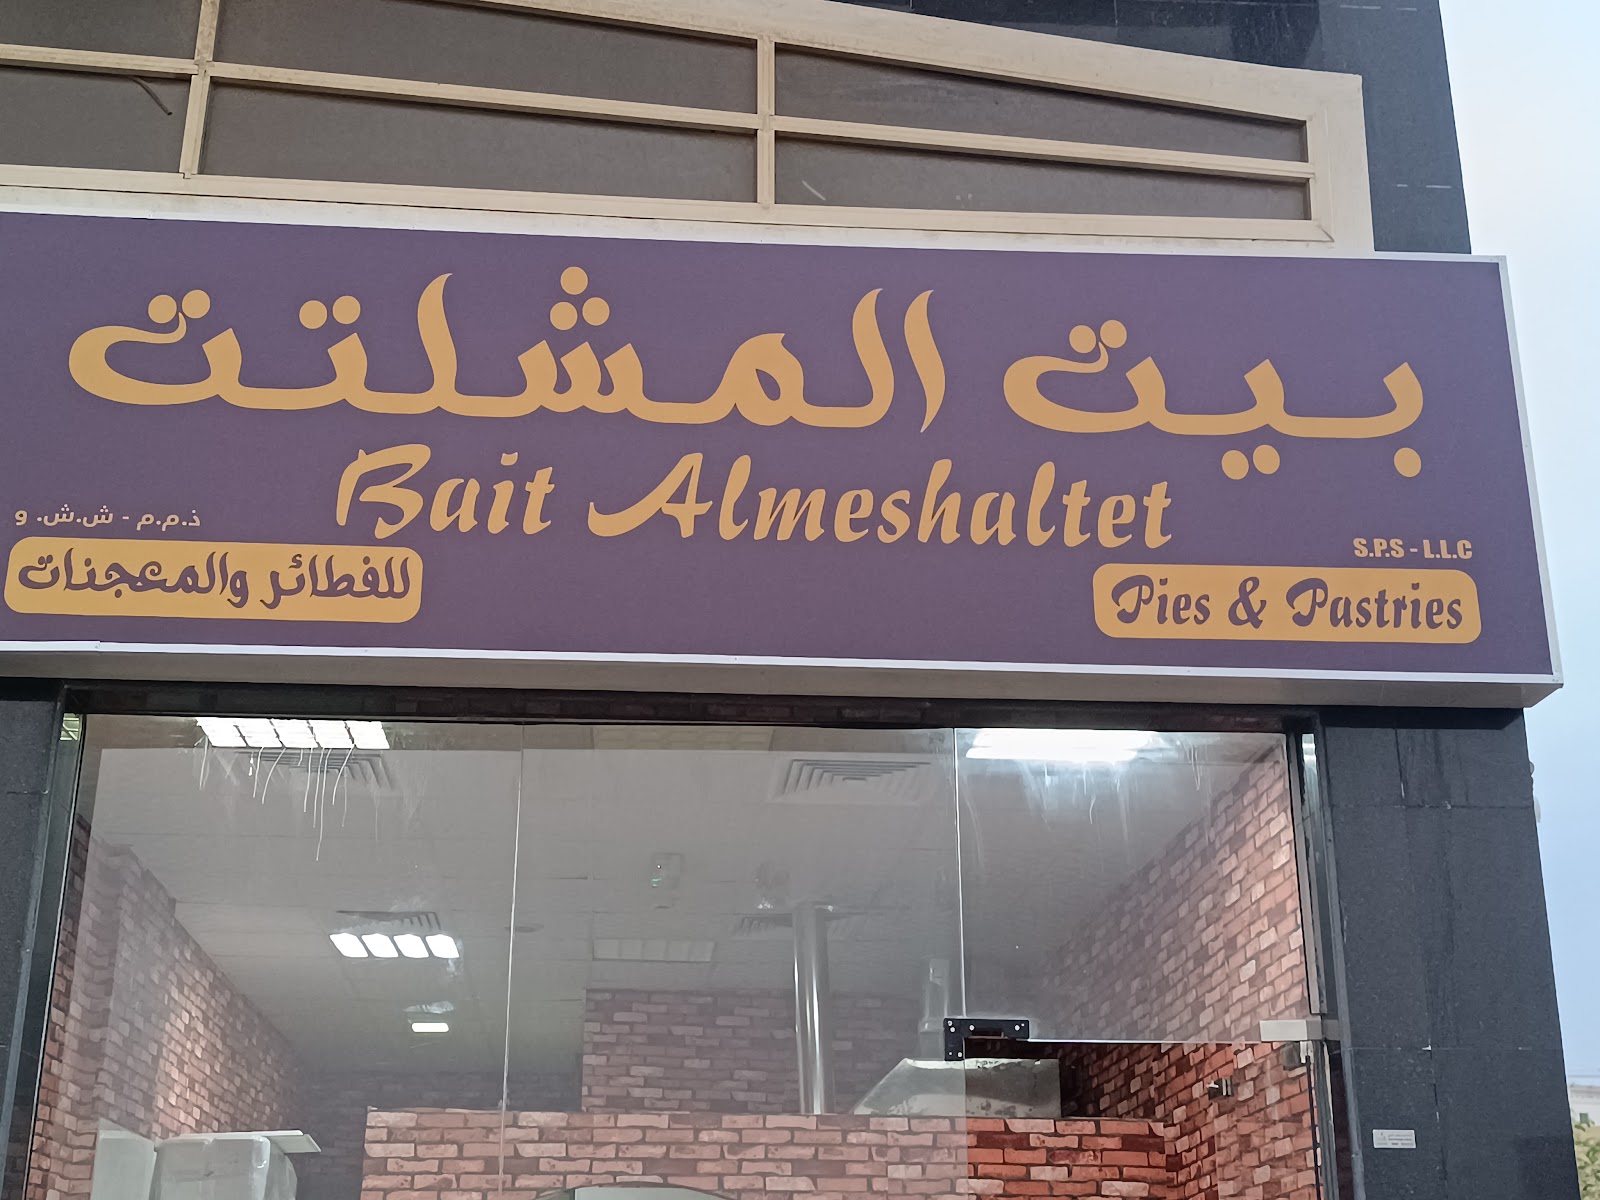 بيت المشلتت
Bait Almeshaltet
ذ.م.م - ش.ش. و
S.P.S - L.L.C
للفطائر والمعجنات
Pies & Pastries